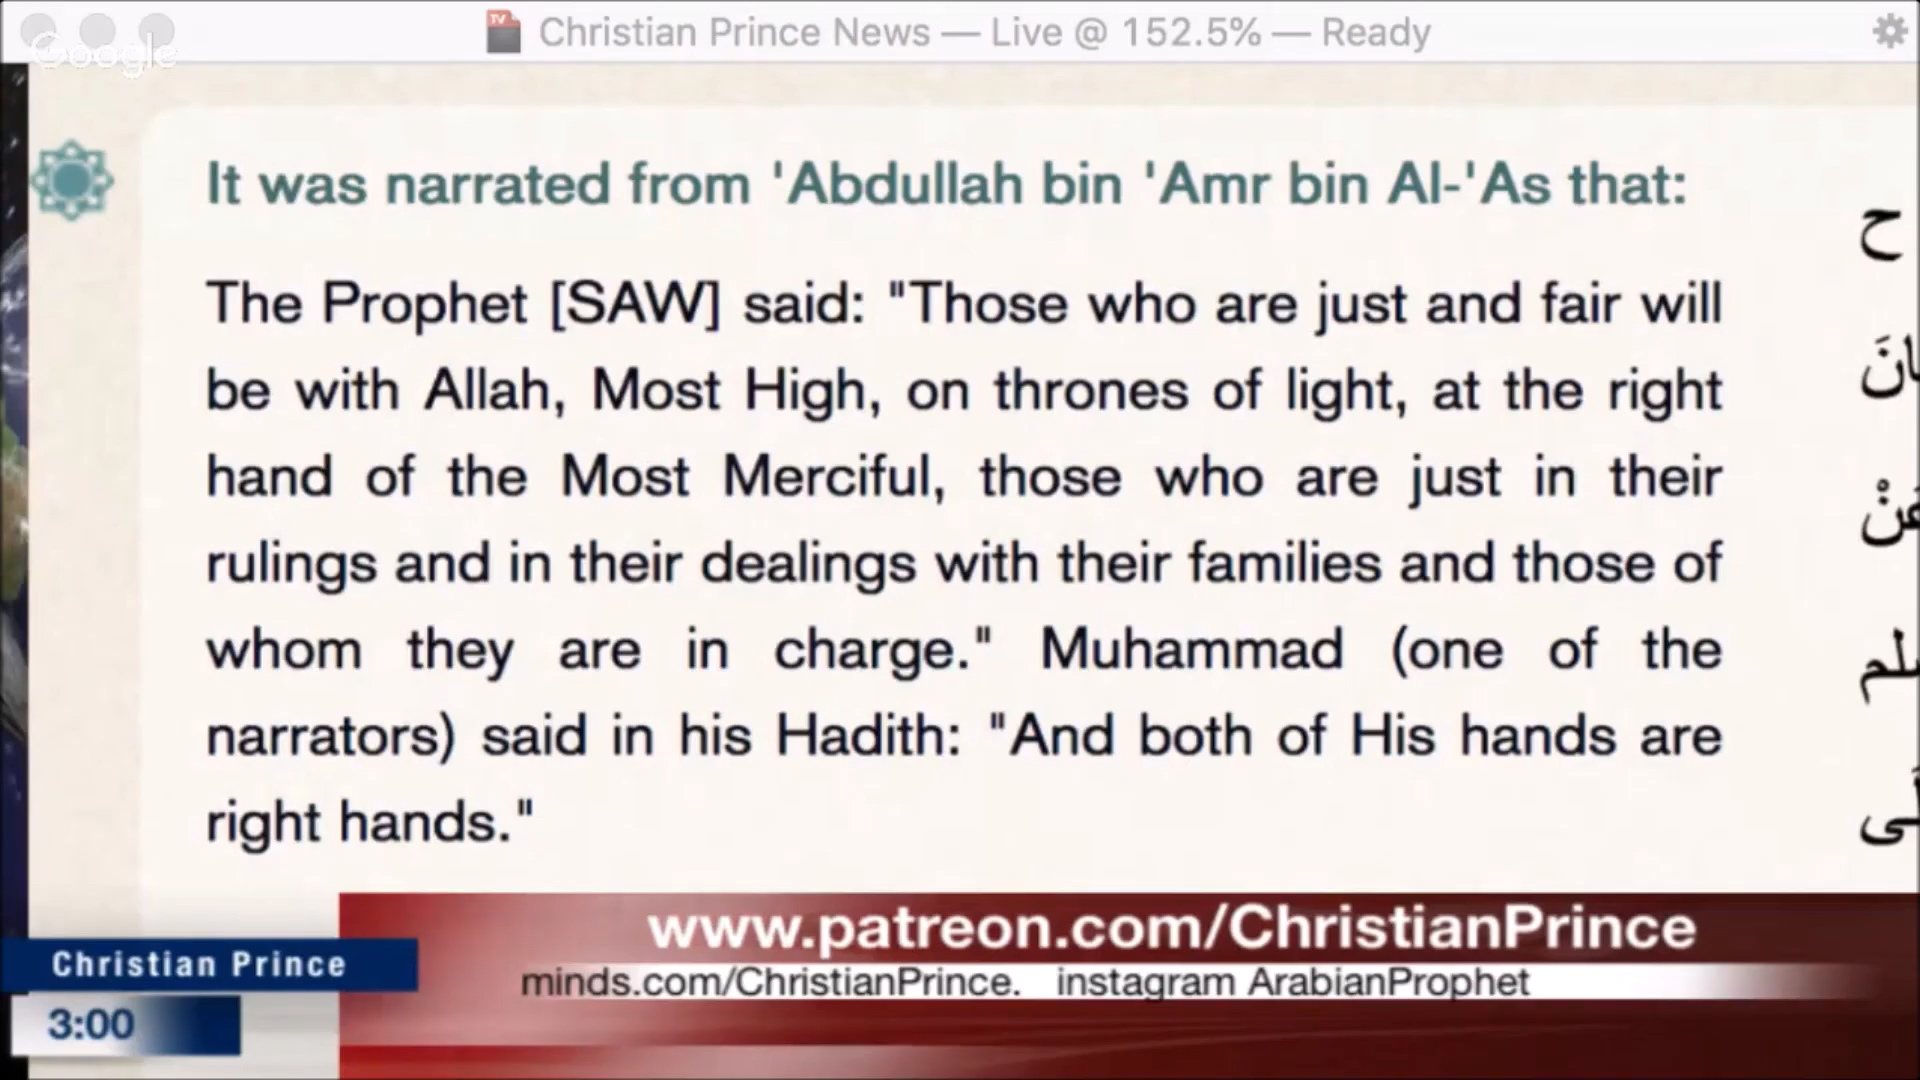 Christian Prince News — Live @ 152.5% — Ready
Google
It was narrated from 'Abdullah bin 'Amr bin Al-'As that:
The Prophet [SAW] said: "Those who are just and fair will
be with Allah, Most High, on thrones of light, at the right
hand of the Most Merciful, those who are just in their
rulings and in their dealings with their families and those of
whom they are in charge." Muhammad (one of the
narrators) said in his Hadith: "And both of His hands are
right hands."
ح
www.patreon.com/ChristianPrince
minds.com/ChristianPrince. instagram ArabianProphet
Christian Prince
3:00